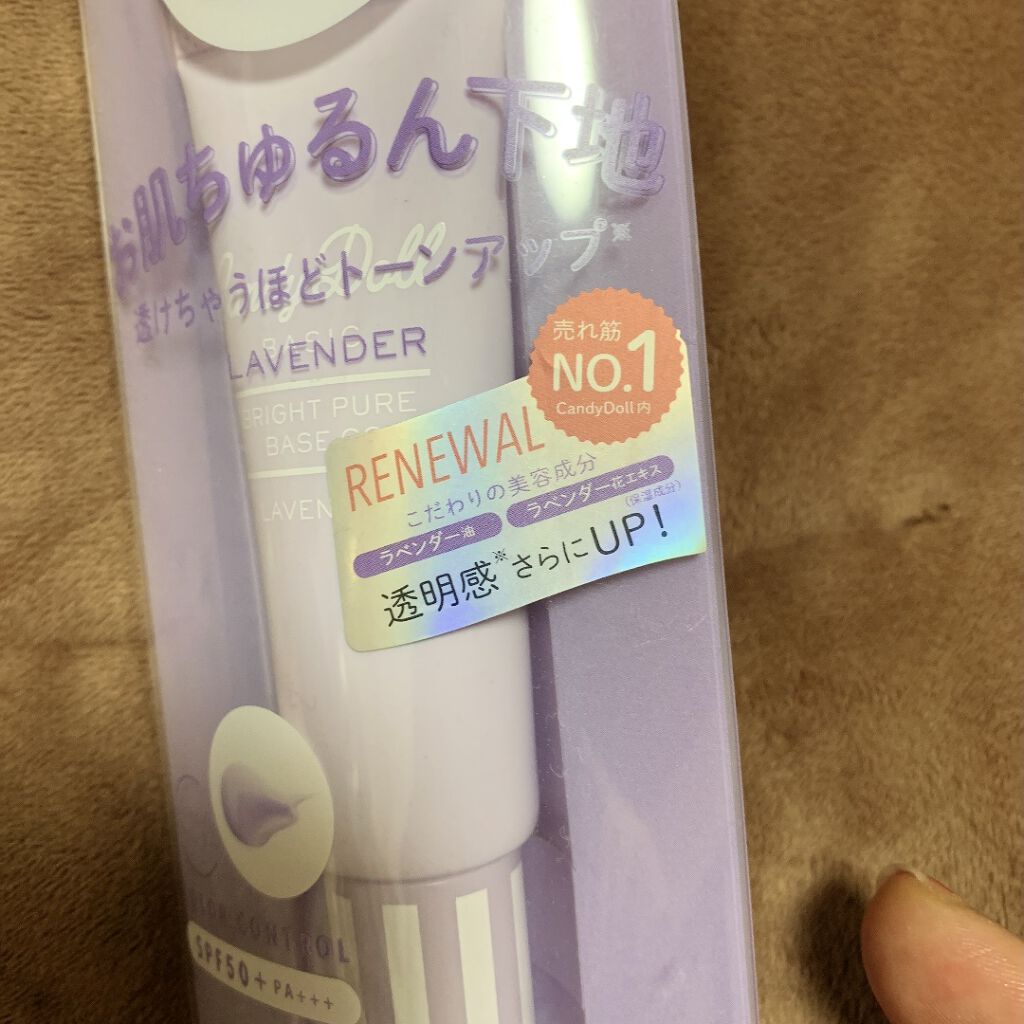 お肌ちゅるん下地
透けちゃうほどトーンアップ※
CandyDoll
BASIC
LAVENDER
BRIGHT PURE
BASE
売れ筋
NO.1
CandyDoll内
RENEWAL
こだわりの美容成分
ラベンダー油
ラベンダー花エキス
(保湿成分)
透明感※さらにUP!
COLOR CONTROL
SPF50+ PA+++